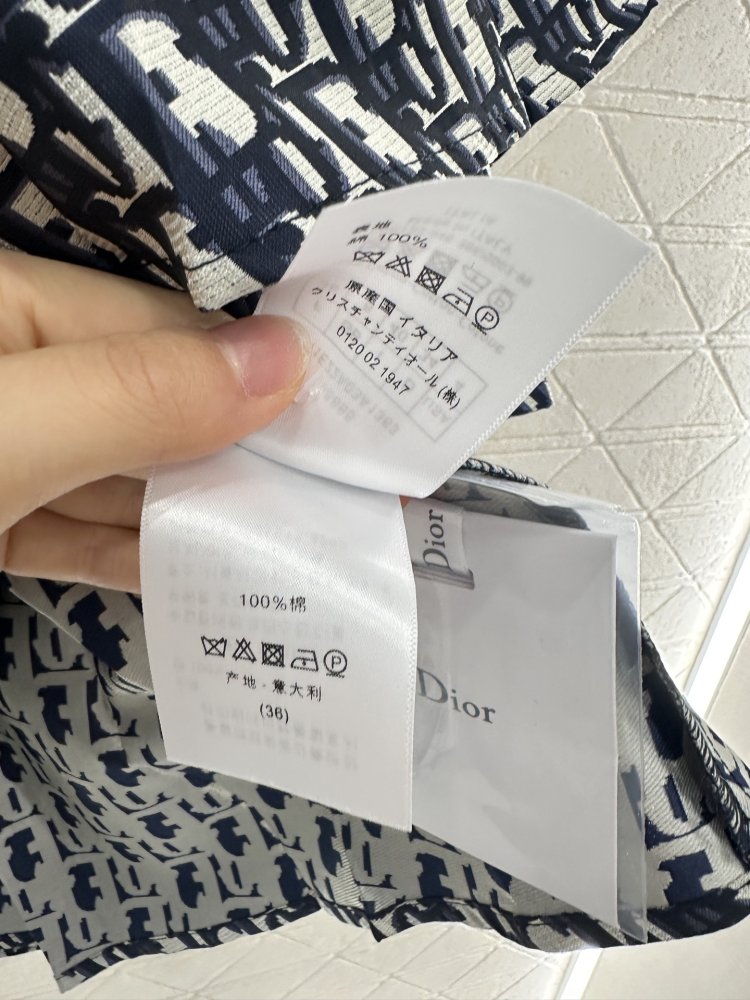 表地
綿 100%
P
原産国 イタリア
クリスチャンディオール(株)
0120 02 1947
Dior
100%棉
P
产地·意大利
(36)
Dior